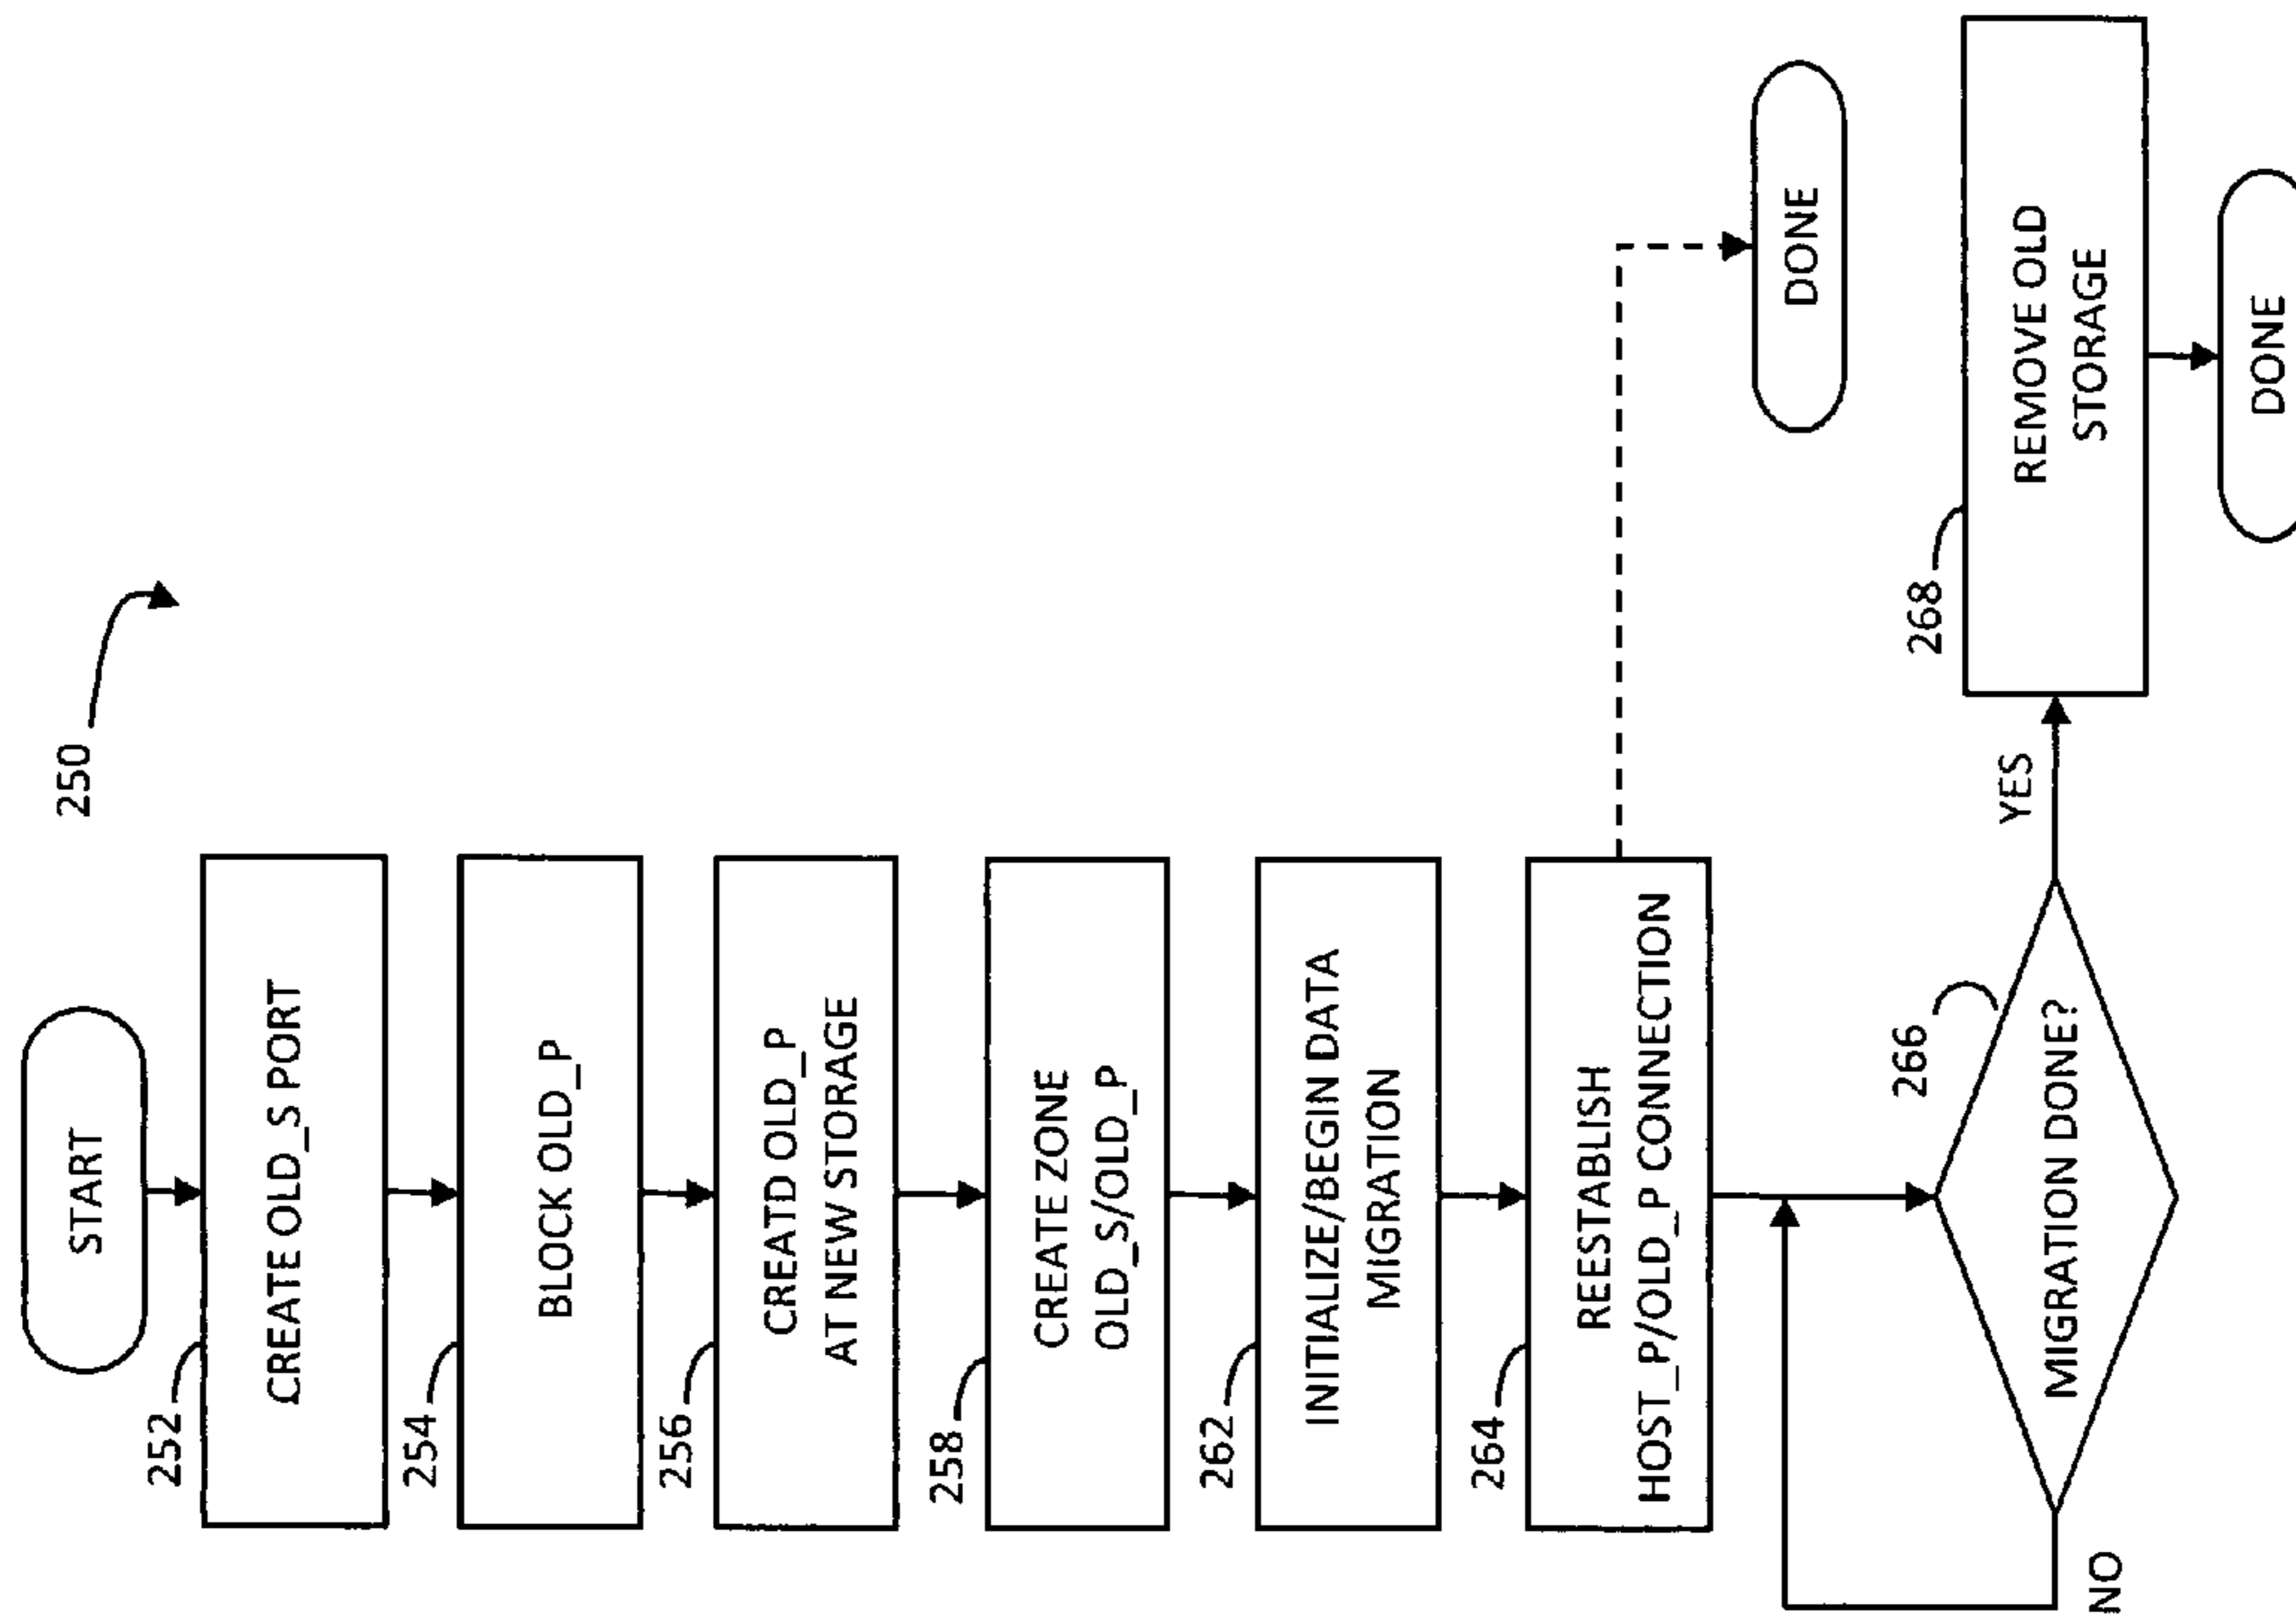 250
START
252
CREATE OLD_S PORT
254
BLOCK OLD_P
256
CREATD OLD_P
AT NEW STORAGE
258
CREATE ZONE
OLD_S/OLD_P
262
INITIALIZE/BEGIN DATA
MIGRATION
264
REESTABLISH
HOST_P/OLD_P CONNECTION
DONE
266
MIGRATION DONE?
NO
YES
268
REMOVE OLD
STORAGE
DONE